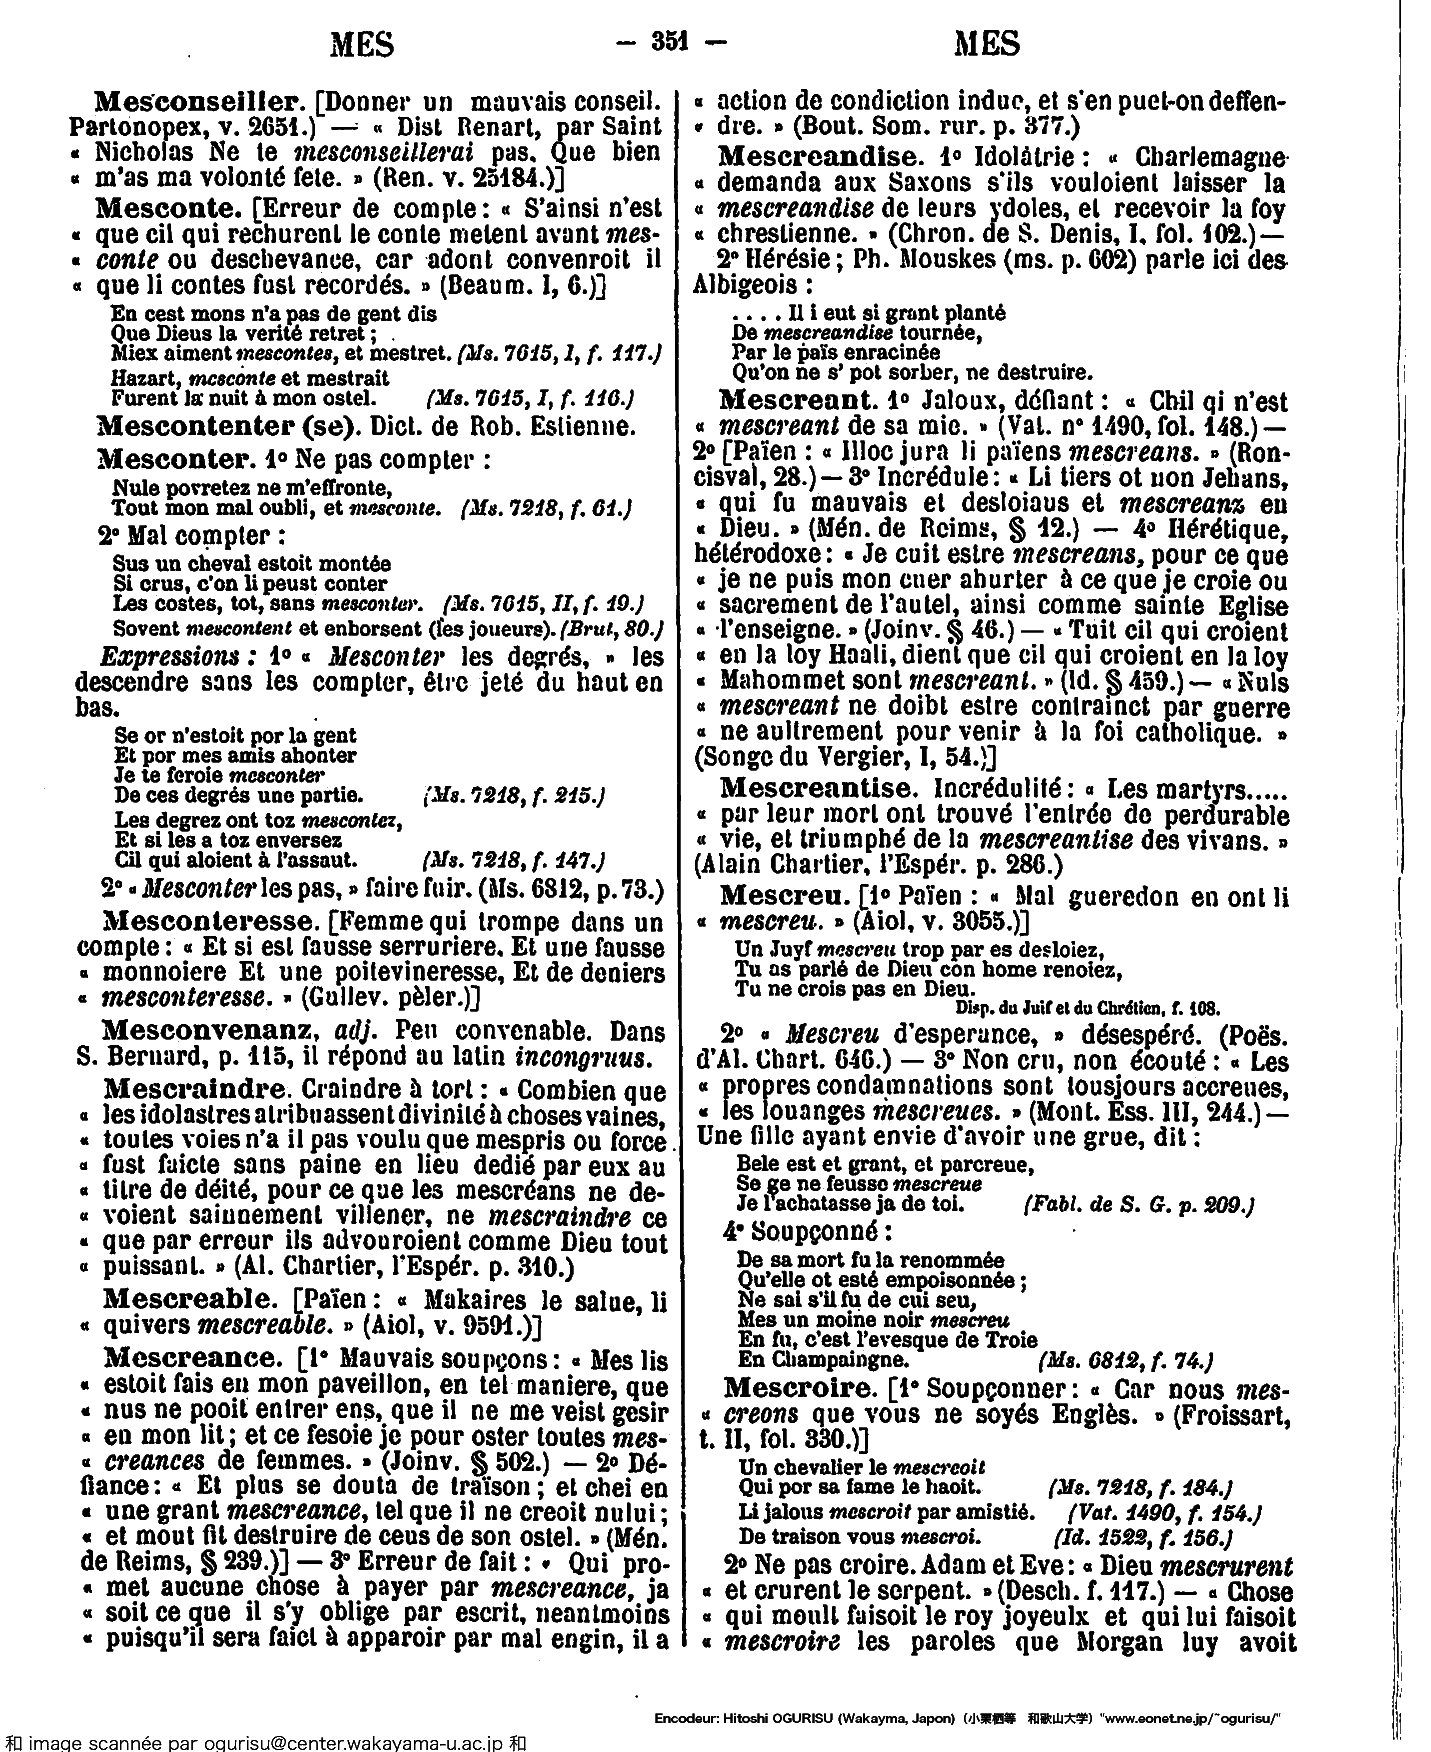 MES — 351 — MES
Mesconseiller. [Donner un mauvais conseil.
Partonopex, v. 2651.) — « Dist Renart, par Saint
« Nicholas Ne te mesconseillerai pas. Que bien
« m'as ma volonté fete. » (Ren. v. 25184.)]
Mesconte. [Erreur de compte : « S'ainsi n'est
« que cil qui rechurent le conte metent avant mes-
« conte ou deschevance, car adont convenroit il
« que li contes fust recordés. » (Beaum. I, 6.)]
En cest mons n'a pas de gent dis
Que Dieus la verité retret ;
Miex aiment mescontes, et mestret. (Ms. 7615, I, f. 117.)
Hazart, mesconte et mestrait
Furent la nuit à mon ostel. (Ms. 7615, I, f. 116.)
Mescontenter (se). Dict. de Rob. Estienne.
Mesconter. 1º Ne pas compter :
Nule povretez ne m'effronte,
Tout mon mal oubli, et mesconte. (Ms. 7218, f. 61.)
2º Mal compter :
Sus un cheval estoit montée
Si crus, c'on li peust conter
Les costes, tot, sans mesconter. (Ms. 7615, II, f. 19.)
Sovent mescontent et enborsent (les joueurs). (Brut, 80.)
Expressions : 1º « Mesconter les degrés, » les
descendre sans les compter, être jeté du haut en
bas.
Se or n'estoit por la gent
Et por mes amis ahonter
Je te feroie mesconter
De ces degrés une partie. (Ms. 7218, f. 215.)
Les degrez ont toz mescontez,
Et si les a toz enversez
Cil qui aloient à l'assaut. (Ms. 7218, f. 147.)
2º « Mesconter les pas, » faire fuir. (Ms. 6812, p. 73.)
Mesconteresse. [Femme qui trompe dans un
compte : « Et si est fausse serruriere. Et une fausse
« monnoiere Et une poitevineresse, Et de deniers
« mesconteresse. » (Gullev. pèler.)]
Mesconvenanz, adj. Peu convenable. Dans
S. Bernard, p. 115, il répond au latin incongruus.
Mescraindre. Craindre à tort : « Combien que
« les idolastres atribuassent divinité à choses vaines,
« toutes voies n'a il pas voulu que mespris ou force
« fust faicte sans paine en lieu dedié par eux au
« titre de déité, pour ce que les mescréans ne de-
« voient sainnement villener, ne mescraindre ce
« que par erreur ils advouroient comme Dieu tout
« puissant. » (Al. Chartier, l'Espér. p. 310.)
Mescreable. [Païen : « Makaires le salue, li
« quivers mescreable. » (Aiol, v. 9591.)]
Mescreance. [1º Mauvais soupçons : « Mes lis
« estoit fais en mon paveillon, en tel maniere, que
« nus ne pooit entrer ens, que il ne me veist gesir
« en mon lit ; et ce fesoie je pour oster toutes mes-
« creances de femmes. » (Joinv. § 502.) — 2º Dé-
fiance : « Et plus se douta de traïson ; et chei en
« une grant mescreance, tel que il ne creoit nului ;
« et mout fit destruire de ceus de son ostel. » (Mén.
de Reims, § 239.)] — 3º Erreur de fait : « Qui pro-
« met aucune chose à payer par mescreance, ja
« soit ce que il s'y oblige par escrit, neantmoins
« puisqu'il sera faict à apparoir par mal engin, il a
« action de condiction indue, et s'en puet-on deffen-
« dre. » (Bout. Som. rur. p. 377.)
Mescreandise. 1º Idolâtrie : « Charlemagne
« demanda aux Saxons s'ils vouloient laisser la
« mescreandise de leurs ydoles, et recevoir la foy
« chrestienne. » (Chron. de S. Denis, I, fol. 102.) —
2º Hérésie ; Ph. Mouskes (ms. p. 602) parle ici des
Albigeois :
. . . . Il i eut si grant planté
De mescreandise tournée,
Par le païs enracinée
Qu'on ne s' pot sorber, ne destruire.
Mescreant. 1º Jaloux, défiant : « Chil qi n'est
« mescreant de sa mie. » (Vat. nº 1490, fol. 148.) —
2º [Païen : « Illoc jura li païens mescreans. » (Ron-
cisval, 28.) — 3º Incrédule : « Li tiers ot non Jehans,
« qui fu mauvais et desloiaus et mescreanz en
« Dieu. » (Mén. de Reims, § 12.) — 4º Hérétique,
hétérodoxe : « Je cuit estre mescreans, pour ce que
« je ne puis mon cuer ahurter à ce que je croie ou
« sacrement de l'autel, ainsi comme sainte Eglise
« l'enseigne. » (Joinv. § 46.) — « Tuit cil qui croient
« en la loy Haali, dient que cil qui croient en la loy
« Mahommet sont mescreant. » (Id. § 459.) — « Nuls
« mescreant ne doibt estre contrainct par guerre
« ne aultrement pour venir à la foi catholique. »
(Songe du Vergier, I, 54.)]
Mescreantise. Incrédulité : « Les martyrs.....
« par leur mort ont trouvé l'entrée de perdurable
« vie, et triumphé de la mescreantise des vivans. »
(Alain Chartier, l'Espér. p. 286.)
Mescreu. [1º Païen : « Mal gueredon en ont li
« mescreu. » (Aiol, v. 3055.)]
Un Juyf mescreu trop par es desloiez,
Tu as parlé de Dieu con home renoiez,
Tu ne crois pas en Dieu.
Disp. du Juif et du Chrétien, f. 108.
2º « Mescreu d'esperance, » désespéré. (Poës.
d'Al. Chart. 646.) — 3º Non cru, non écouté : « Les
« propres condamnations sont tousjours accreues,
« les louanges mescreues. » (Mont. Ess. III, 244.) —
Une fille ayant envie d'avoir une grue, dit :
Bele est et grant, et parcreue,
Se ge ne feusse mescreue
Je l'achatasse ja de toi. (Fabl. de S. G. p. 209.)
4º Soupçonné :
De sa mort fu la renommée
Qu'elle ot esté empoisonnée ;
Ne sai s'il fu de cui seu,
Mes un moine noir mescreu
En fu, c'est l'evesque de Troie
En Champaingne. (Ms. 6812, f. 74.)
Mescroire. [1º Soupçonner : « Car nous mes-
« creons que vous ne soyés Englès. » (Froissart,
t. II, fol. 330.)]
Un chevalier le mescreoit
Qui por sa fame le haoit. (Ms. 7218, f. 184.)
Li jalous mescroit par amistié. (Vat. 1490, f. 154.)
De traison vous mescroi. (Id. 1522, f. 156.)
2º Ne pas croire. Adam et Eve : « Dieu mescrurent
« et crurent le serpent. » (Desch. f. 117.) — « Chose
« qui moult faisoit le roy joyeulx et qui lui faisoit
« mescroire les paroles que Morgan luy avoit
Encodeur: Hitoshi OGURISU (Wakayma, Japon) (小栗栖等 和歌山大学) "www.eonet.ne.jp/~ogurisu/"
和 image scannée par ogurisu@center.wakayama-u.ac.jp 和